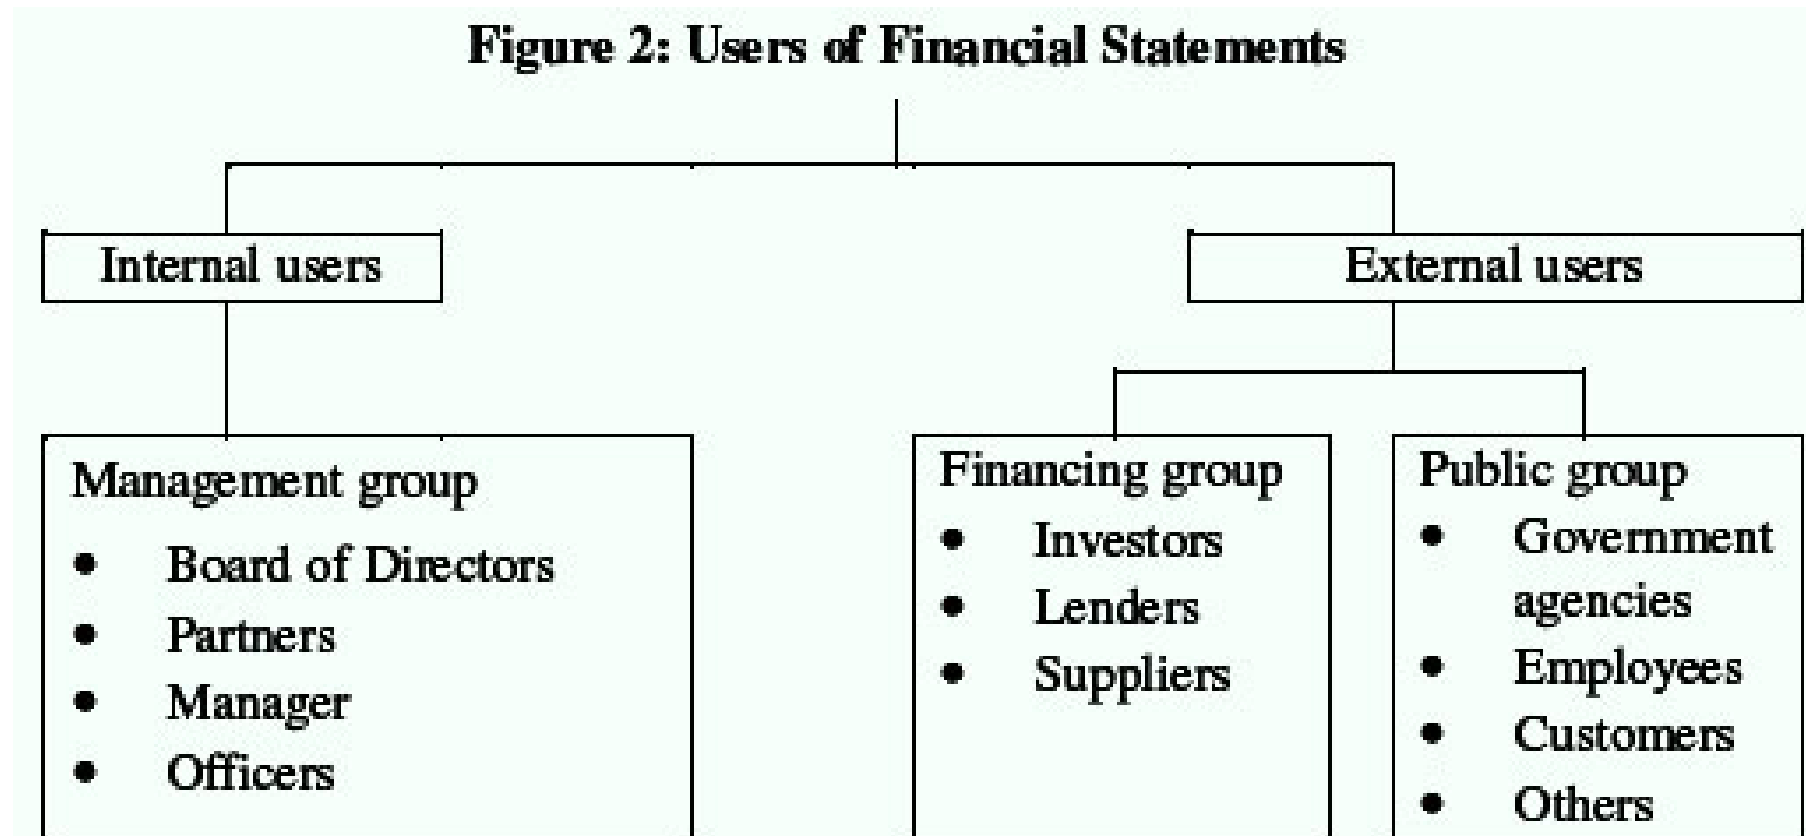 Figure 2: Users of Financial Statements
Internal users
External users
Management group
• Board of Directors
• Partners
• Manager
• Officers
Financing group
• Investors
• Lenders
• Suppliers
Public group
• Government
agencies
• Employees
• Customers
• Others